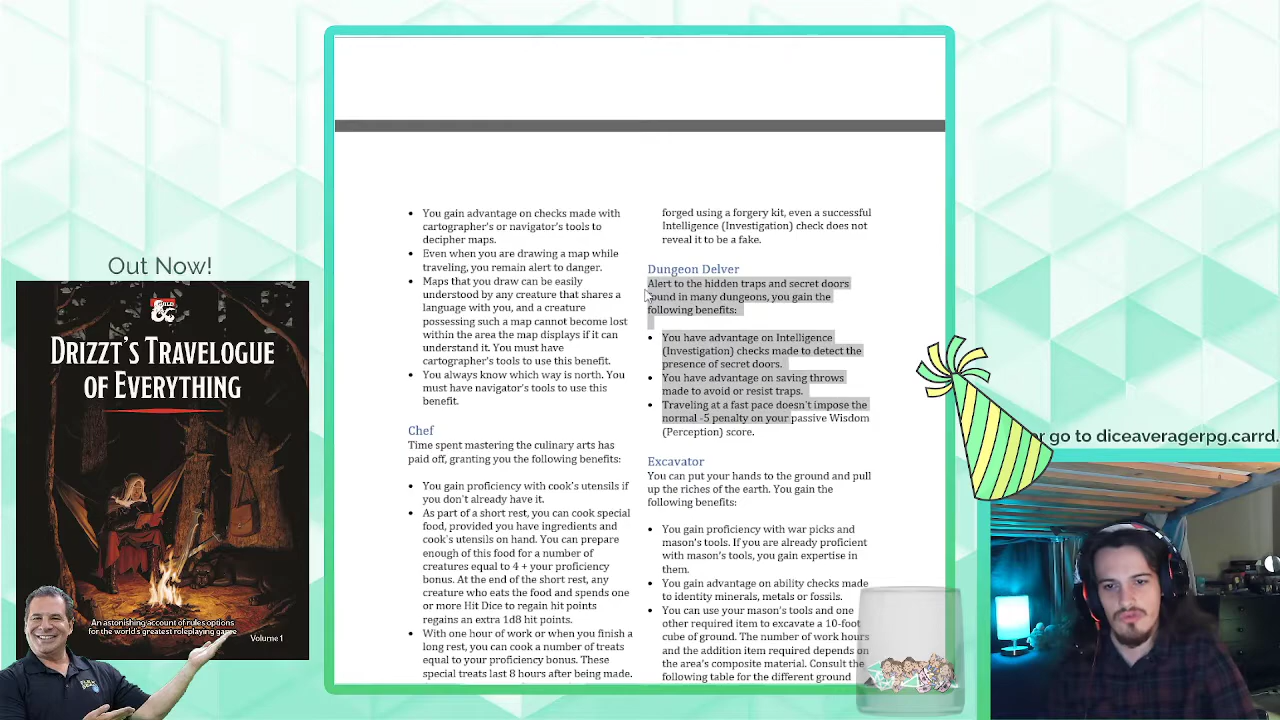 Out Now!
DRIZZT'S TRAVELOGUE
OF EVERYTHING
An astonishing account of rules options
for the world's greatest roleplaying game
Volume 1
• You gain advantage on checks made with
cartographer's or navigator's tools to
decipher maps.
• Even when you are drawing a map while
traveling, you remain alert to danger.
• Maps that you draw can be easily
understood by any creature that shares a
language with you, and a creature
possessing such a map cannot become lost
within the area the map displays if it can
understand it. You must have
cartographer's tools to use this benefit.
• You always know which way is north. You
must have navigator's tools to use this
benefit.
Chef
Time spent mastering the culinary arts has
paid off, granting you the following benefits:
• You gain proficiency with cook's utensils if
you don't already have it.
• As part of a short rest, you can cook special
food, provided you have ingredients and
cook's utensils on hand. You can prepare
enough of this food for a number of
creatures equal to 4 + your proficiency
bonus. At the end of the short rest, any
creature who eats the food and spends one
or more Hit Dice to regain hit points
regains an extra 1d8 hit points.
• With one hour of work or when you finish a
long rest, you can cook a number of treats
equal to your proficiency bonus. These
special treats last 8 hours after being made.
forged using a forgery kit, even a successful
Intelligence (Investigation) check does not
reveal it to be a fake.
Dungeon Delver
Alert to the hidden traps and secret doors
found in many dungeons, you gain the
following benefits:
• You have advantage on Intelligence
(Investigation) checks made to detect the
presence of secret doors.
• You have advantage on saving throws
made to avoid or resist traps.
• Traveling at a fast pace doesn't impose the
normal -5 penalty on your passive Wisdom
(Perception) score.
Excavator
You can put your hands to the ground and pull
up the riches of the earth. You gain the
following benefits:
• You gain proficiency with war picks and
mason's tools. If you are already proficient
with mason's tools, you gain expertise in
them.
• You gain advantage on ability checks made
to identity minerals, metals or fossils.
• You can use your mason's tools and one
other required item to excavate a 10-foot
cube of ground. The number of work hours
and the addition item required depends on
the area's composite material. Consult the
following table for the different ground
go to diceaveragerpg.carrd.